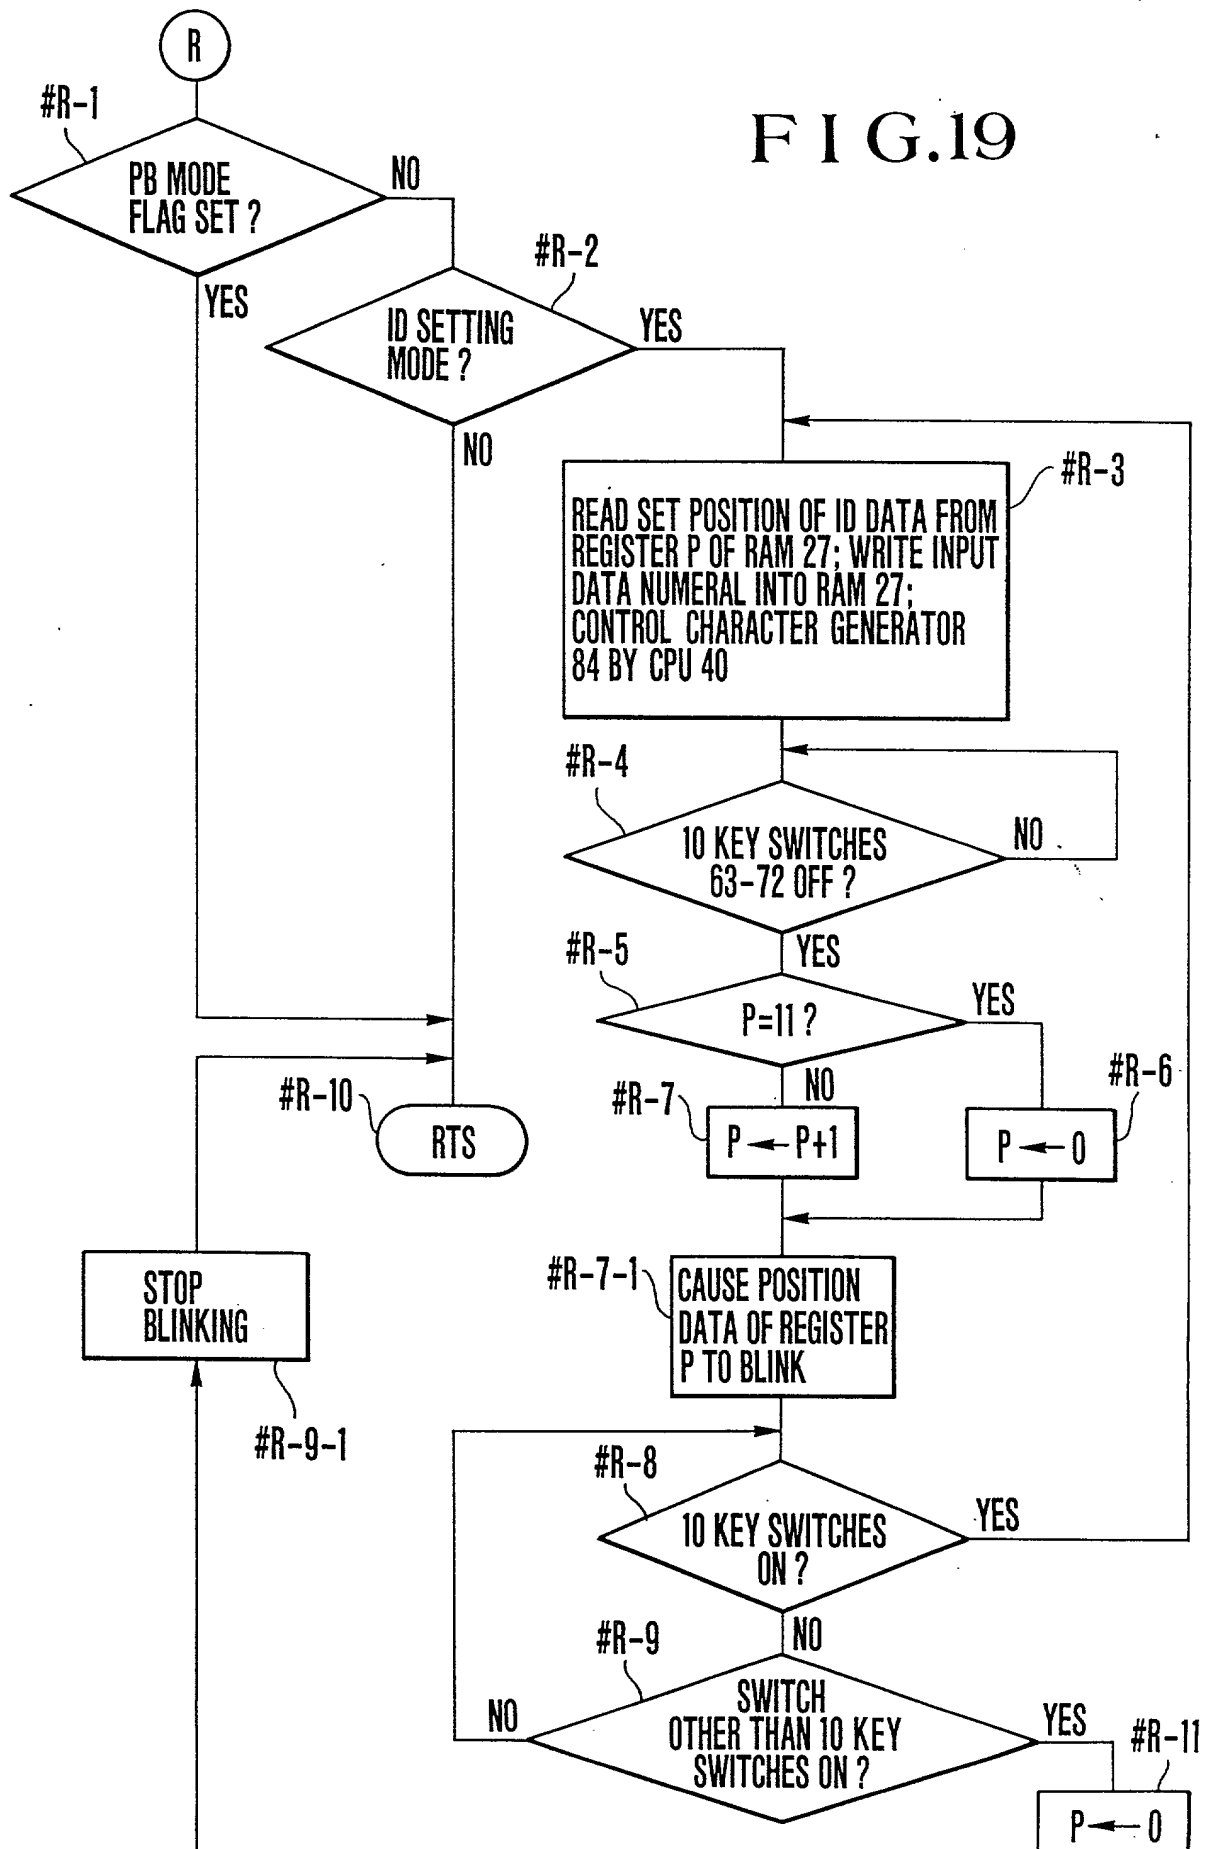 R
#R-1
FIG.19
PB MODE
FLAG SET ?
NO
YES
#R-2
ID SETTING
MODE ?
YES
NO
#R-3
READ SET POSITION OF ID DATA FROM
REGISTER P OF RAM 27; WRITE INPUT
DATA NUMERAL INTO RAM 27;
CONTROL CHARACTER GENERATOR
84 BY CPU 40
#R-4
10 KEY SWITCHES
63-72 OFF ?
NO
YES
#R-5
P=11 ?
YES
NO
#R-6
#R-7
P ← P+1
P ← 0
#R-10
RTS
#R-7-1
CAUSE POSITION
DATA OF REGISTER
P TO BLINK
STOP
BLINKING
#R-9-1
#R-8
10 KEY SWITCHES
ON ?
YES
NO
#R-9
SWITCH
OTHER THAN 10 KEY
SWITCHES ON ?
NO
YES
#R-11
P ← 0